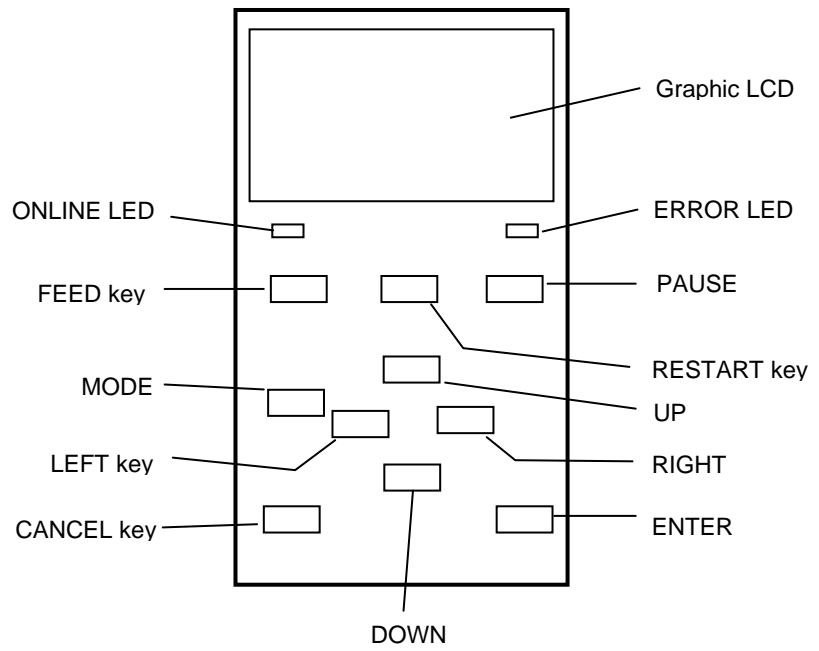 Graphic LCD
ONLINE LED
ERROR LED
FEED key
PAUSE
RESTART key
MODE
UP
LEFT key
RIGHT
CANCEL key
ENTER
DOWN